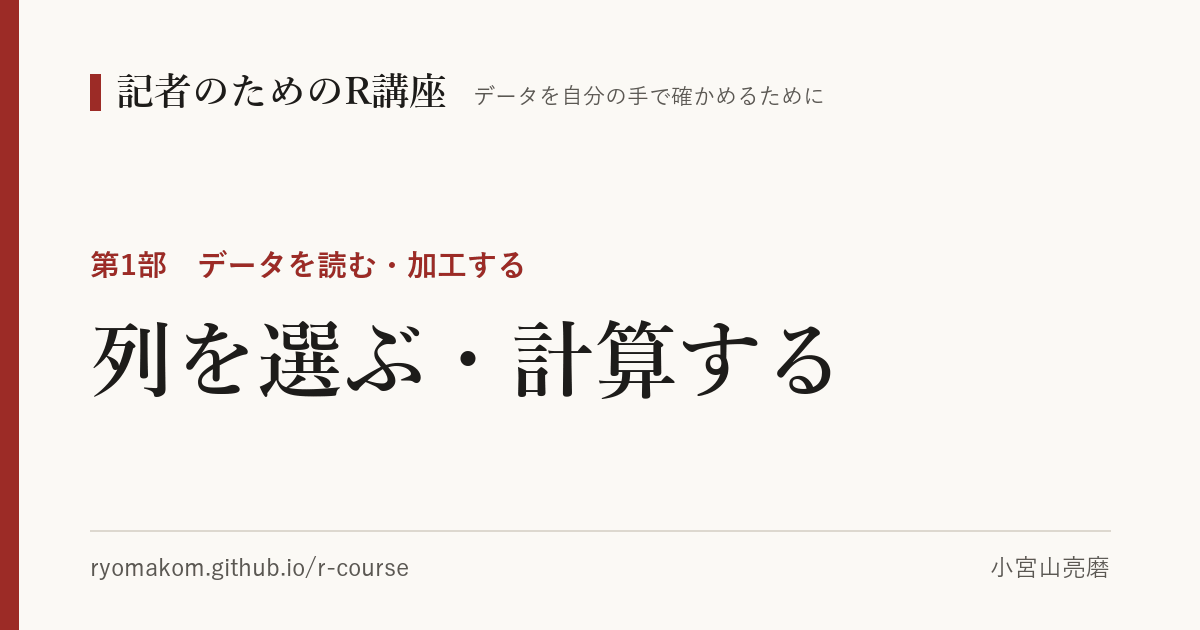 記者のためのR講座 データを自分の手で確かめるために
第1部 データを読む・加工する
列を選ぶ・計算する
ryomakom.github.io/r-course 小宮山亮磨